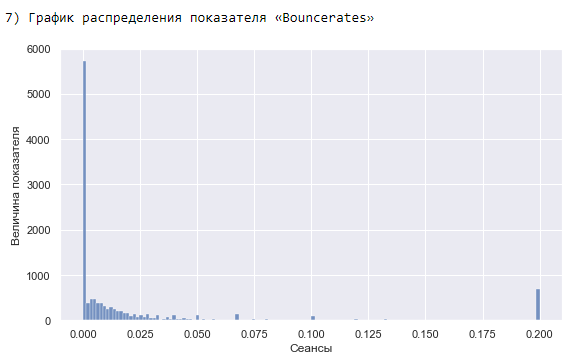 7) График распределения показателя «Bouncerates»
6000
5000
4000
3000
2000
1000
0
Величина показателя
0.000 0.025 0.050 0.075 0.100 0.125 0.150 0.175 0.200
Сеансы